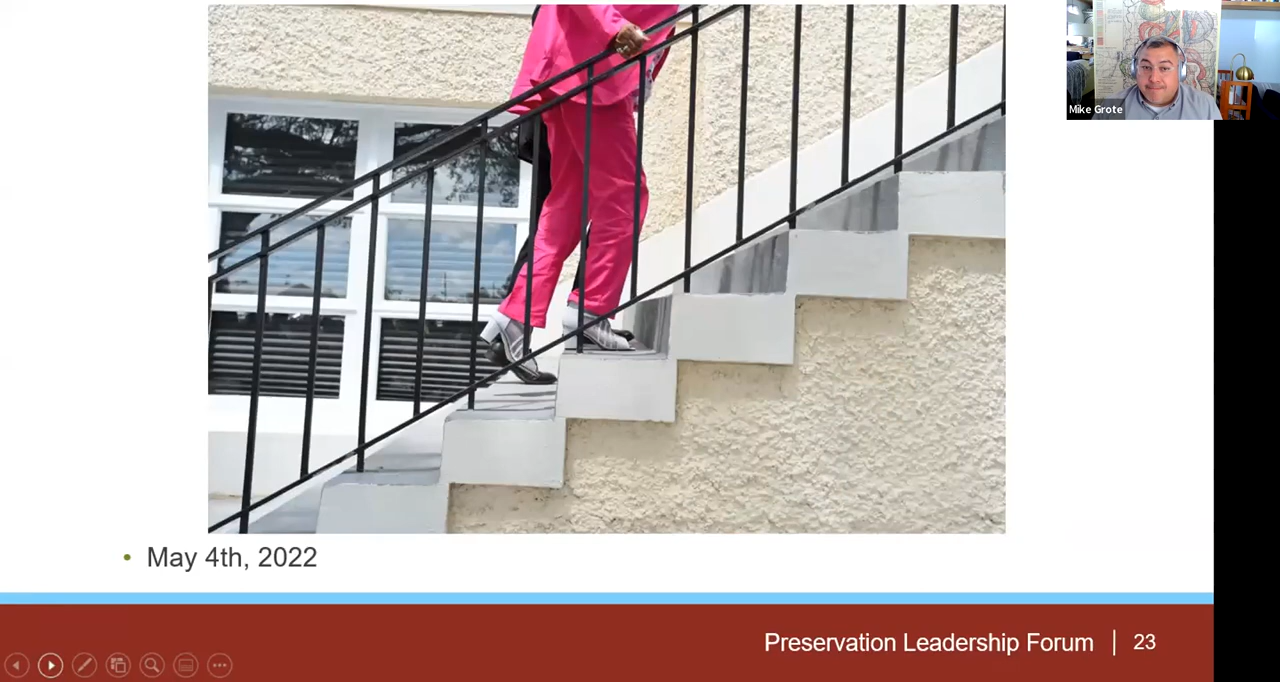 Mike Grote
• May 4th, 2022
Preservation Leadership Forum | 23